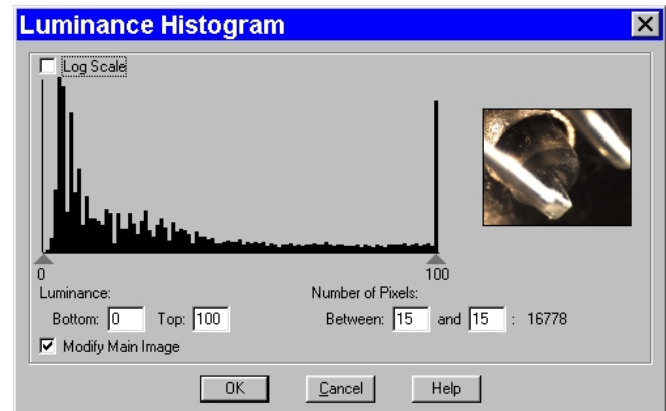 Luminance Histogram
Log Scale
0 100
Luminance: Number of Pixels:
Bottom: 0 Top: 100 Between: 15 and 15 : 16778
Modify Main Image
OK Cancel Help